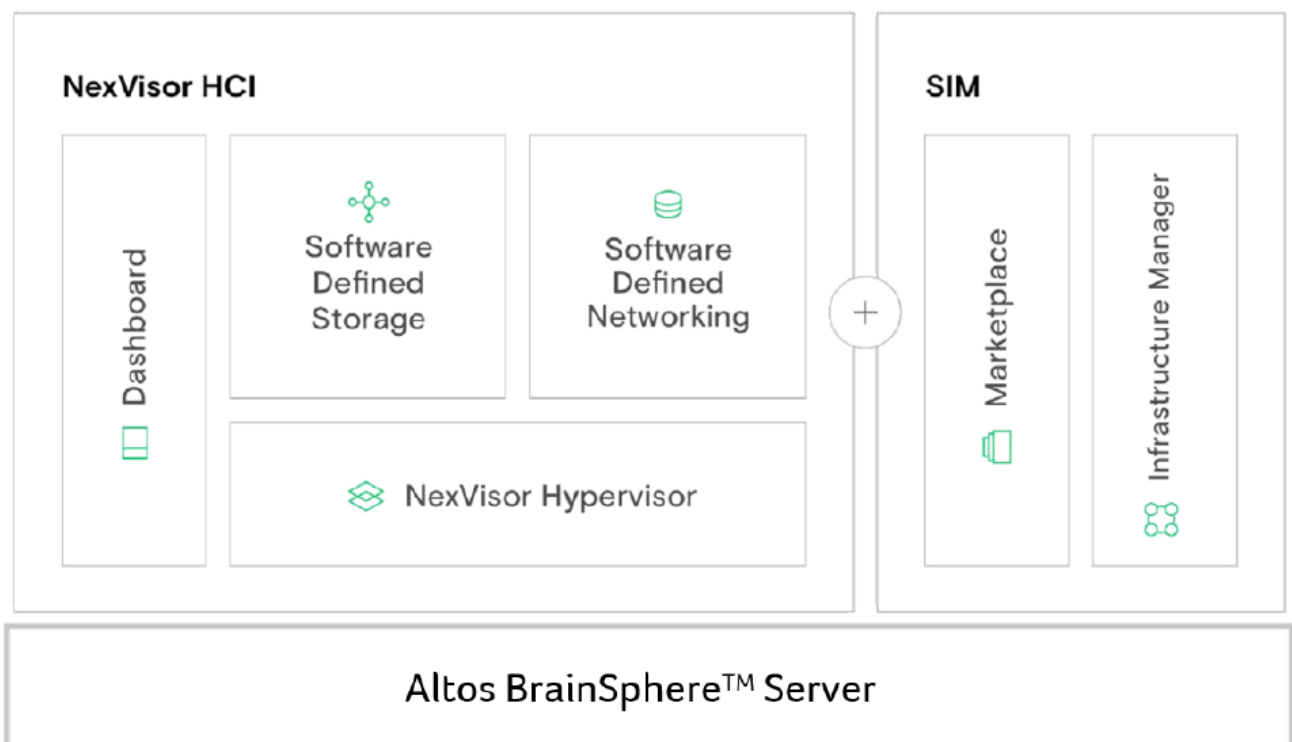 NexVisor HCI
Dashboard
Software
Defined
Storage
Software
Defined
Networking
NexVisor Hypervisor
+
SIM
Marketplace
Infrastructure Manager
Altos BrainSphere™ Server